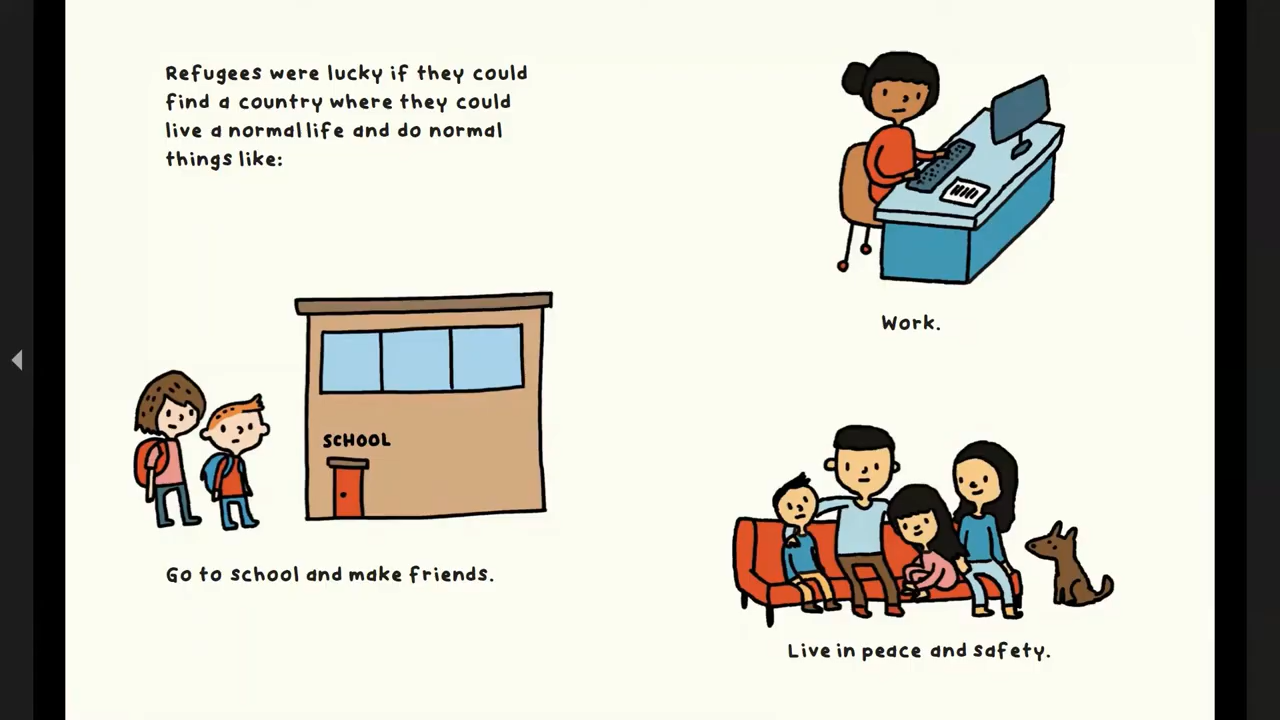 Refugees were lucky if they could
find a country where they could
live a normal life and do normal
things like:
SCHOOL
Go to school and make friends.
Work.
Live in peace and safety.